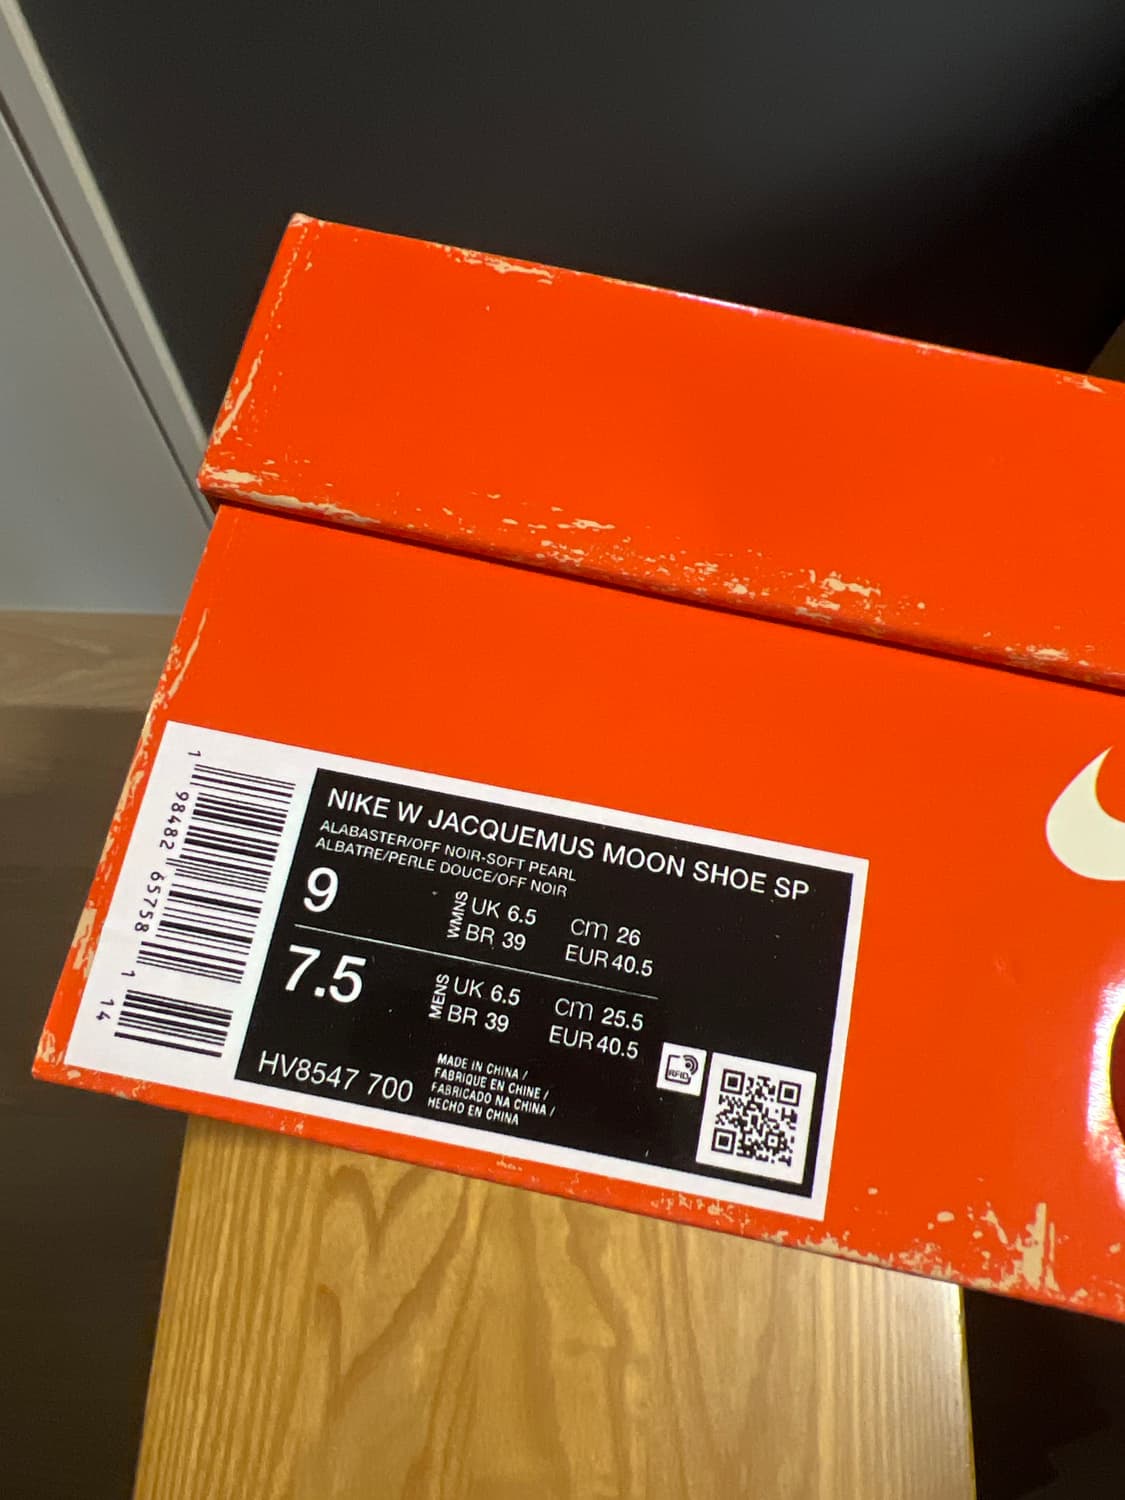 NIKE W JACQUEMUS MOON SHOE SP
ALABASTER/OFF NOIR-SOFT PEARL
ALBATRE/PERLE DOUCE/OFF NOIR
9
WMNS
UK 6.5
cm 26
BR 39
EUR 40.5
7.5
MENS
UK 6.5
cm 25.5
BR 39
EUR 40.5
HV8547 700
MADE IN CHINA /
FABRIQUE EN CHINE /
FABRICADO NA CHINA /
HECHO EN CHINA
RFID
1 98482 65758 1 14